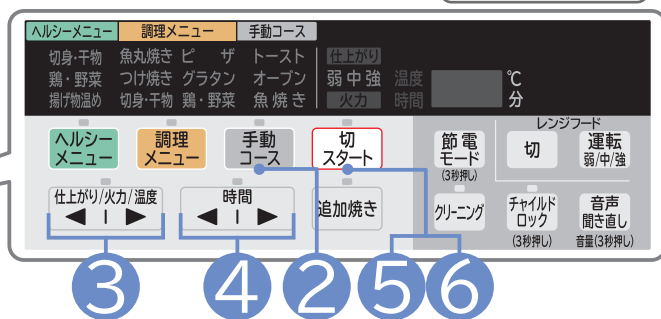 ヘルシーメニュー 調理メニュー 手動コース
切身・干物 魚丸焼き ピザ トースト 仕上がり
鶏・野菜 つけ焼き グラタン オーブン 弱 中 強 温度 ℃
揚げ物温め 切身・干物 鶏・野菜 魚焼き 火力 時間 分
レンジフード
ヘルシー
メニュー
調理
メニュー
手動
コース
切
スタート
節電
モード
(3秒押し)
切
運転
弱/中/強
仕上がり/火力/温度
◀ | ▶
時間
◀ | ▶
追加焼き
クリーニング
チャイルド
ロック
(3秒押し)
音声
聞き直し
音量(3秒押し)
3 4 2 5 6